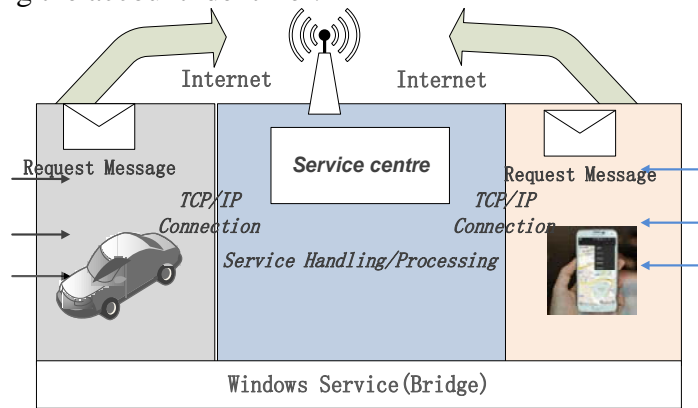 Internet
Internet
Request Message
Service centre
Request Message
TCP/IP
Connection
TCP/IP
Connection
Service Handling/Processing
Windows Service(Bridge)